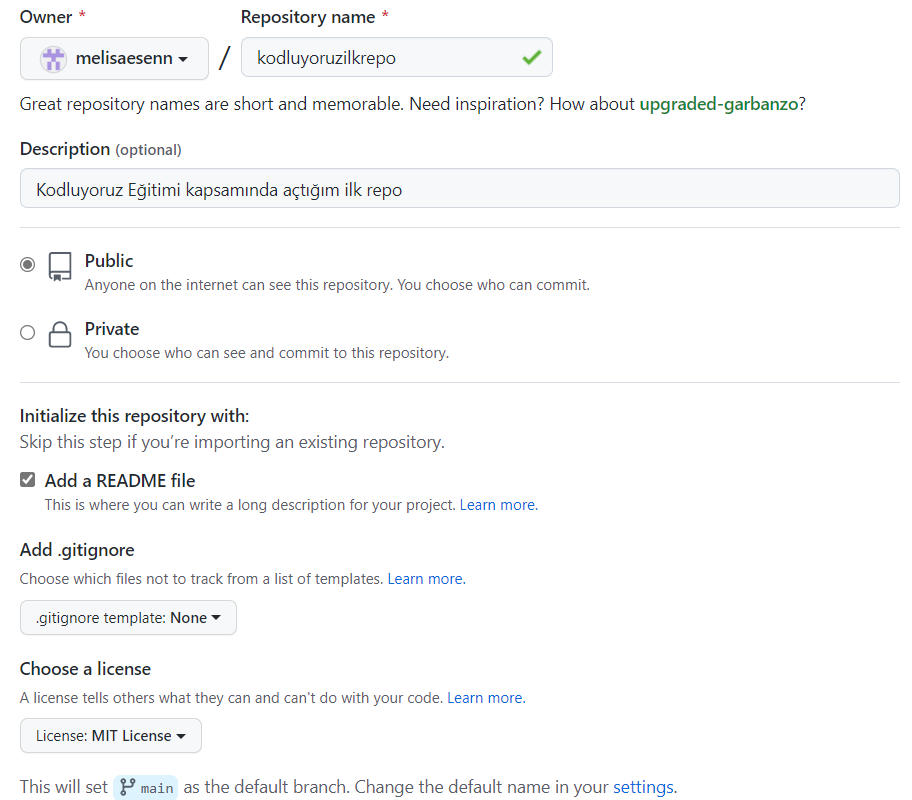 Owner * Repository name *
melisaesenn / kodluyoruzilkrepo
Great repository names are short and memorable. Need inspiration? How about upgraded-garbanzo?
Description (optional)
Kodluyoruz Eğitimi kapsamında açtığım ilk repo
Public
Anyone on the internet can see this repository. You choose who can commit.
Private
You choose who can see and commit to this repository.
Initialize this repository with:
Skip this step if you’re importing an existing repository.
Add a README file
This is where you can write a long description for your project. Learn more.
Add .gitignore
Choose which files not to track from a list of templates. Learn more.
.gitignore template: None
Choose a license
A license tells others what they can and can't do with your code. Learn more.
License: MIT License
This will set main as the default branch. Change the default name in your settings.